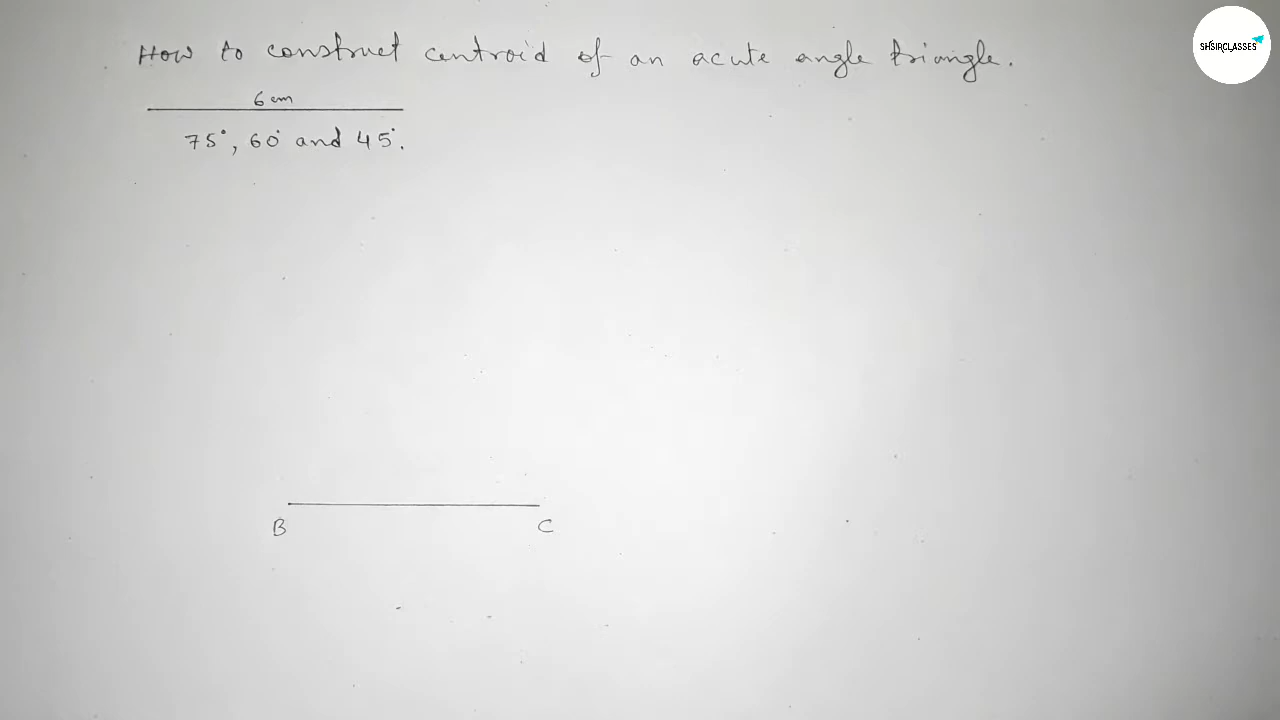 How to construct centroid of an acute angle triangle.
SHSIRCLASSES
6 cm
75°, 60° and 45°.
B
C